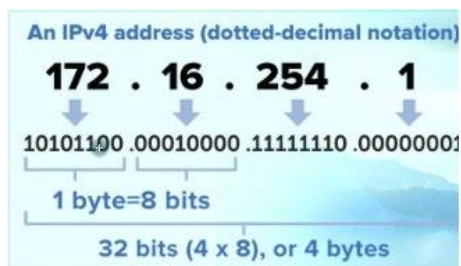 An IPv4 address (dotted-decimal notation)
172 . 16 . 254 . 1
10101100 .00010000 .11111110 .00000001
1 byte=8 bits
32 bits (4 x 8), or 4 bytes